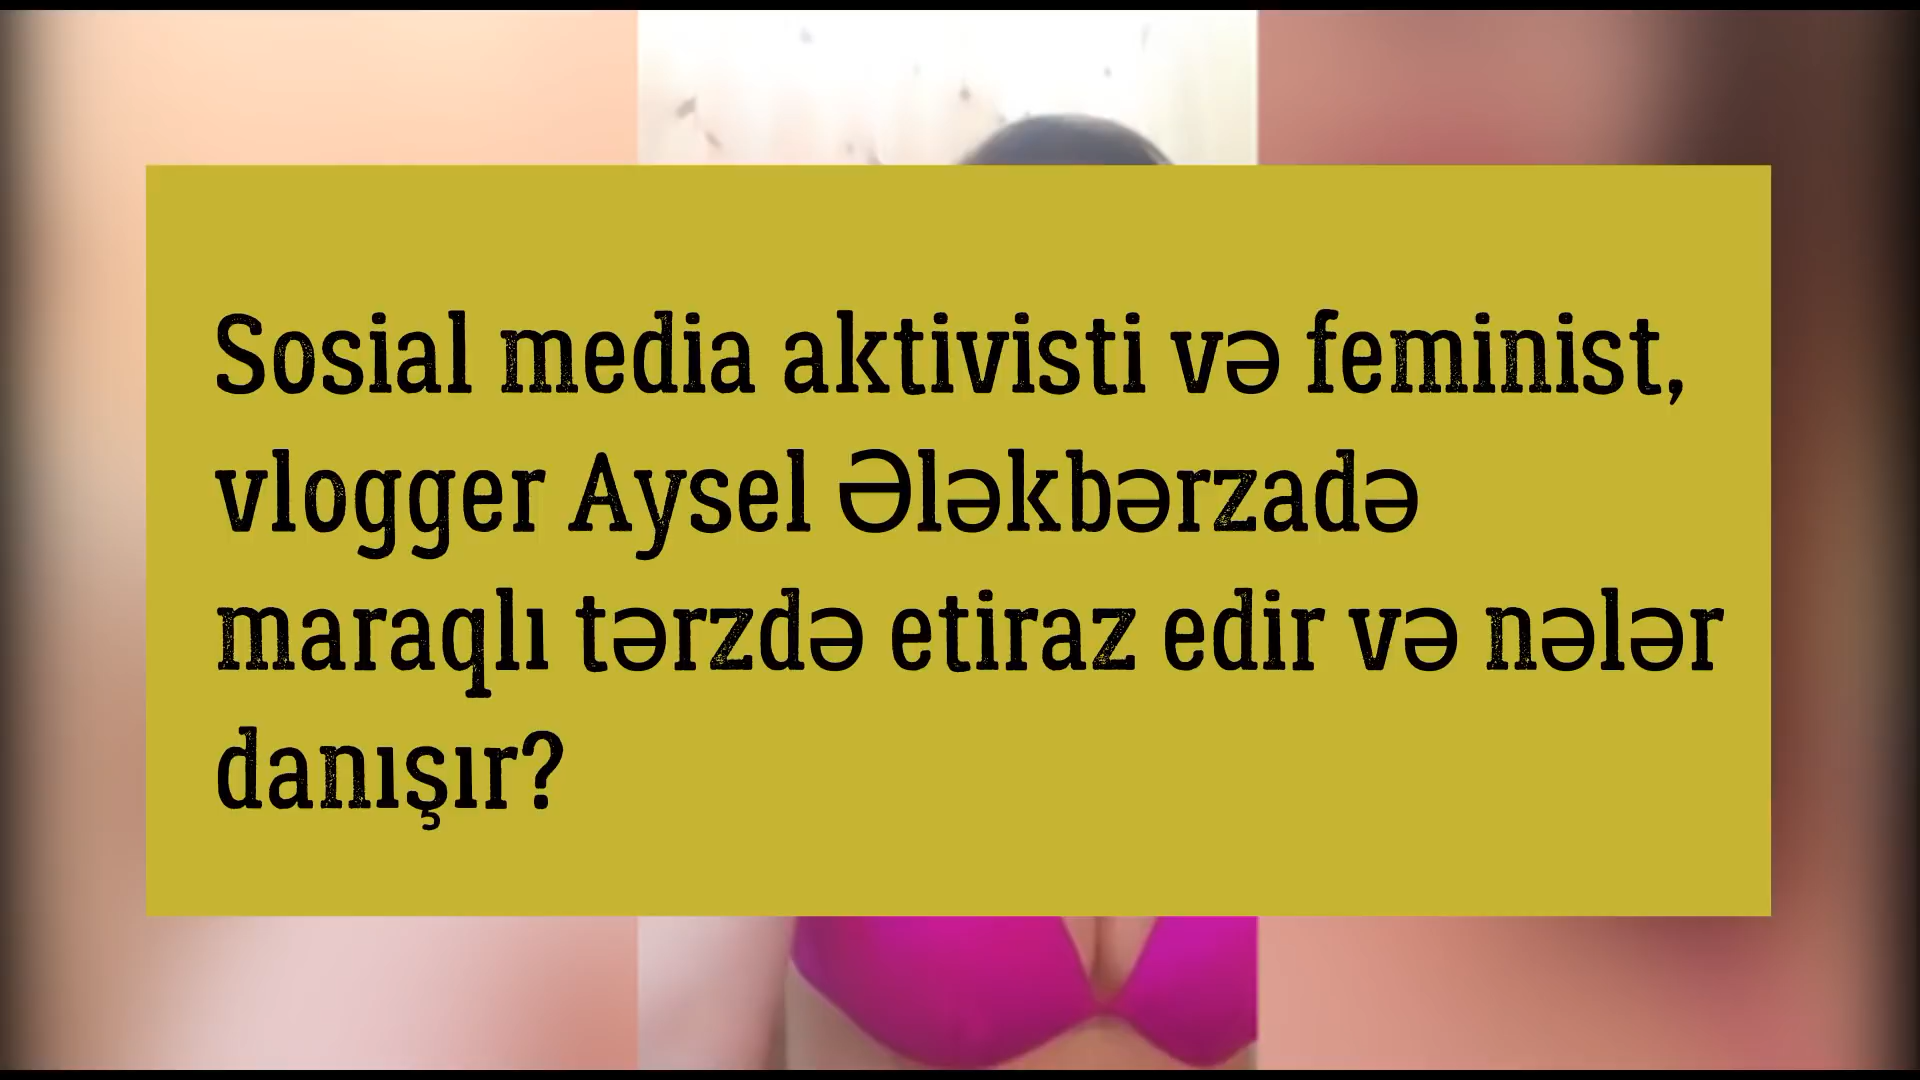 Sosial media aktivisti və feminist,
vlogger Aysel Ələkbərzadə
maraqlı tərzdə etiraz edir və nələr
danışır?